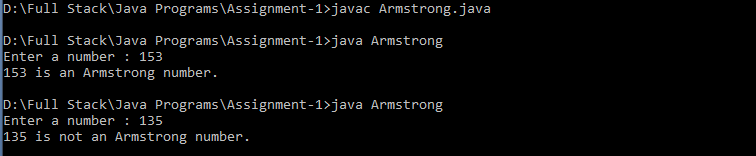 D:\Full Stack\Java Programs\Assignment-1>javac Armstrong.java
D:\Full Stack\Java Programs\Assignment-1>java Armstrong
Enter a number : 153
153 is an Armstrong number.
D:\Full Stack\Java Programs\Assignment-1>java Armstrong
Enter a number : 135
135 is not an Armstrong number.